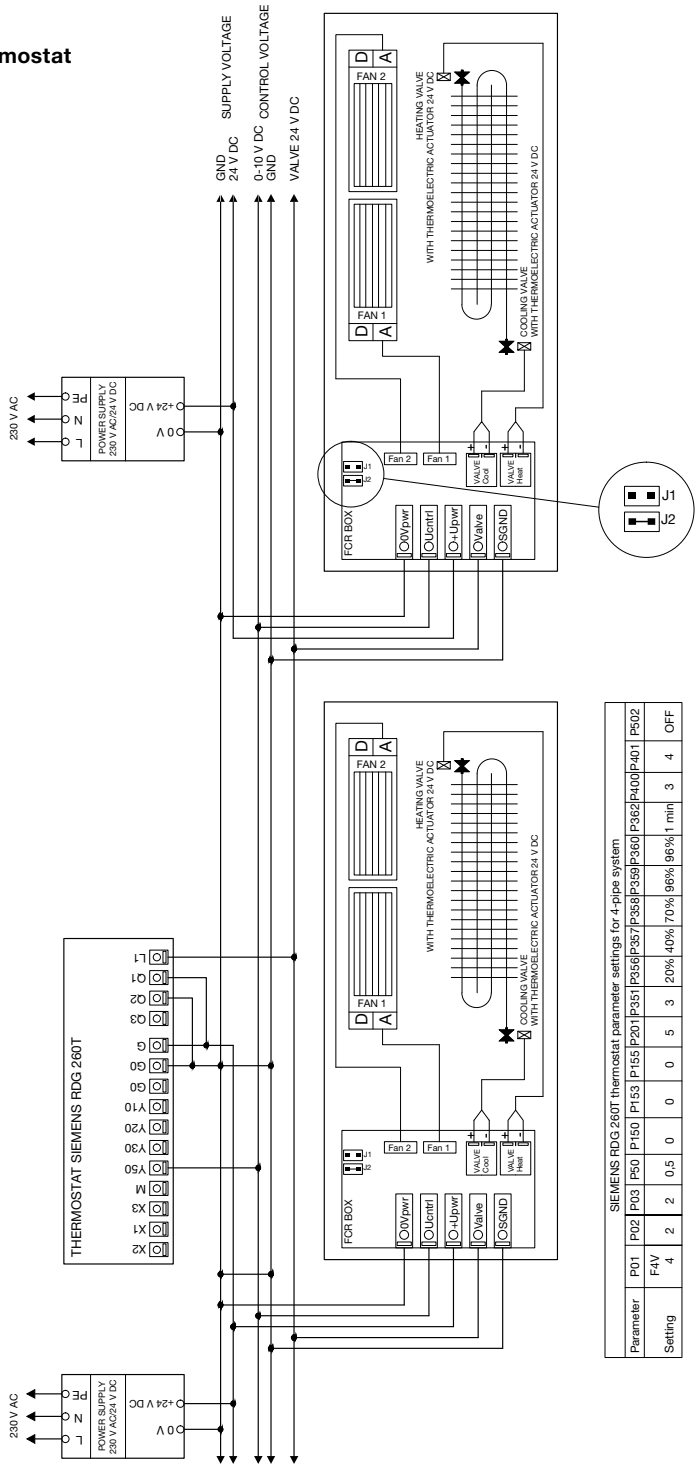 mostat
230 V AC
L N PE
POWER SUPPLY
230 V AC/24 V DC
0 V +24 V DC
THERMOSTAT SIEMENS RDG 260T
X2 X1 X3 M Y50 Y30 Y20 Y10 G0 G0 G Q3 Q2 Q1 L1
230 V AC
L N PE
POWER SUPPLY
230 V AC/24 V DC
0 V +24 V DC
GND SUPPLY VOLTAGE
24 V DC
0-10 V DC CONTROL VOLTAGE
GND
VALVE 24 V DC
FCR BOX
J1
J2
0Vpwr
Ucntrl
+Upwr
Valve
SGND
Fan 2
Fan 1
+ -
VALVE
Cool
+ -
VALVE
Heat
D A
FAN 1
FAN 2
D A
HEATING VALVE
WITH THERMOELECTRIC ACTUATOR 24 V DC
COOLING VALVE
WITH THERMOELECTRIC ACTUATOR 24 V DC
FCR BOX
J1
J2
0Vpwr
Ucntrl
+Upwr
Valve
SGND
Fan 2
Fan 1
+ -
VALVE
Cool
+ -
VALVE
Heat
D A
FAN 1
FAN 2
D A
HEATING VALVE
WITH THERMOELECTRIC ACTUATOR 24 V DC
COOLING VALVE
WITH THERMOELECTRIC ACTUATOR 24 V DC
J1
J2
SIEMENS RDG 260T thermostat parameter settings for 4-pipe system
Parameter P01 P02 P03 P50 P150 P153 P155 P201 P351 P356 P357 P358 P359 P360 P362 P400 P401 P502
Setting F4V 4 2 2 0,5 0 0 0 5 3 20% 40% 70% 96% 96% 1 min 3 4 OFF